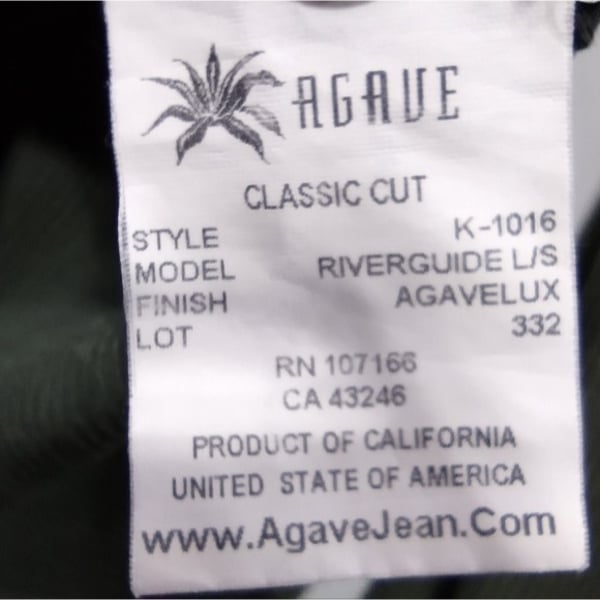 AGAVE
CLASSIC CUT
STYLE K-1016
MODEL RIVERGUIDE L/S
FINISH AGAVELUX
LOT 332
RN 107166
CA 43246
PRODUCT OF CALIFORNIA
UNITED STATE OF AMERICA
www.AgaveJean.Com